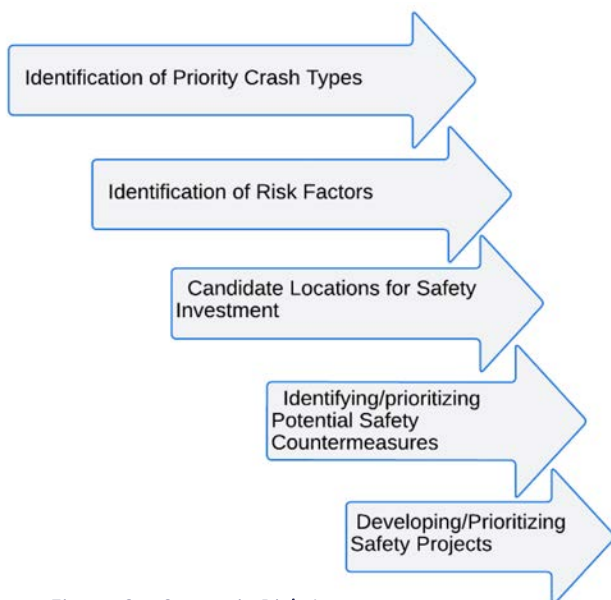 Identification of Priority Crash Types
Identification of Risk Factors
Candidate Locations for Safety
Investment
Identifying/prioritizing
Potential Safety
Countermeasures
Developing/Prioritizing
Safety Projects